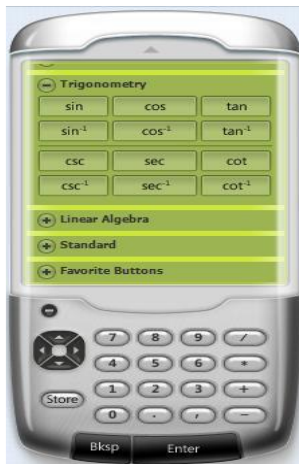 Trigonometry
sin cos tan
sin⁻¹ cos⁻¹ tan⁻¹
csc sec cot
csc⁻¹ sec⁻¹ cot⁻¹
Linear Algebra
Standard
Favorite Buttons
7 8 9 /
4 5 6 *
Store 1 2 3 +
0 . , −
Bksp Enter